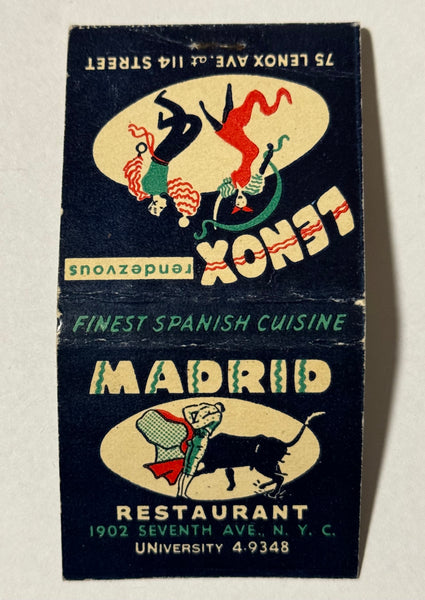 75 LENOX AVE. at 114 STREET
LENOX
rendezvous
FINEST SPANISH CUISINE
MADRID
RESTAURANT
1902 SEVENTH AVE., N. Y. C.
UNIVERSITY 4-9348